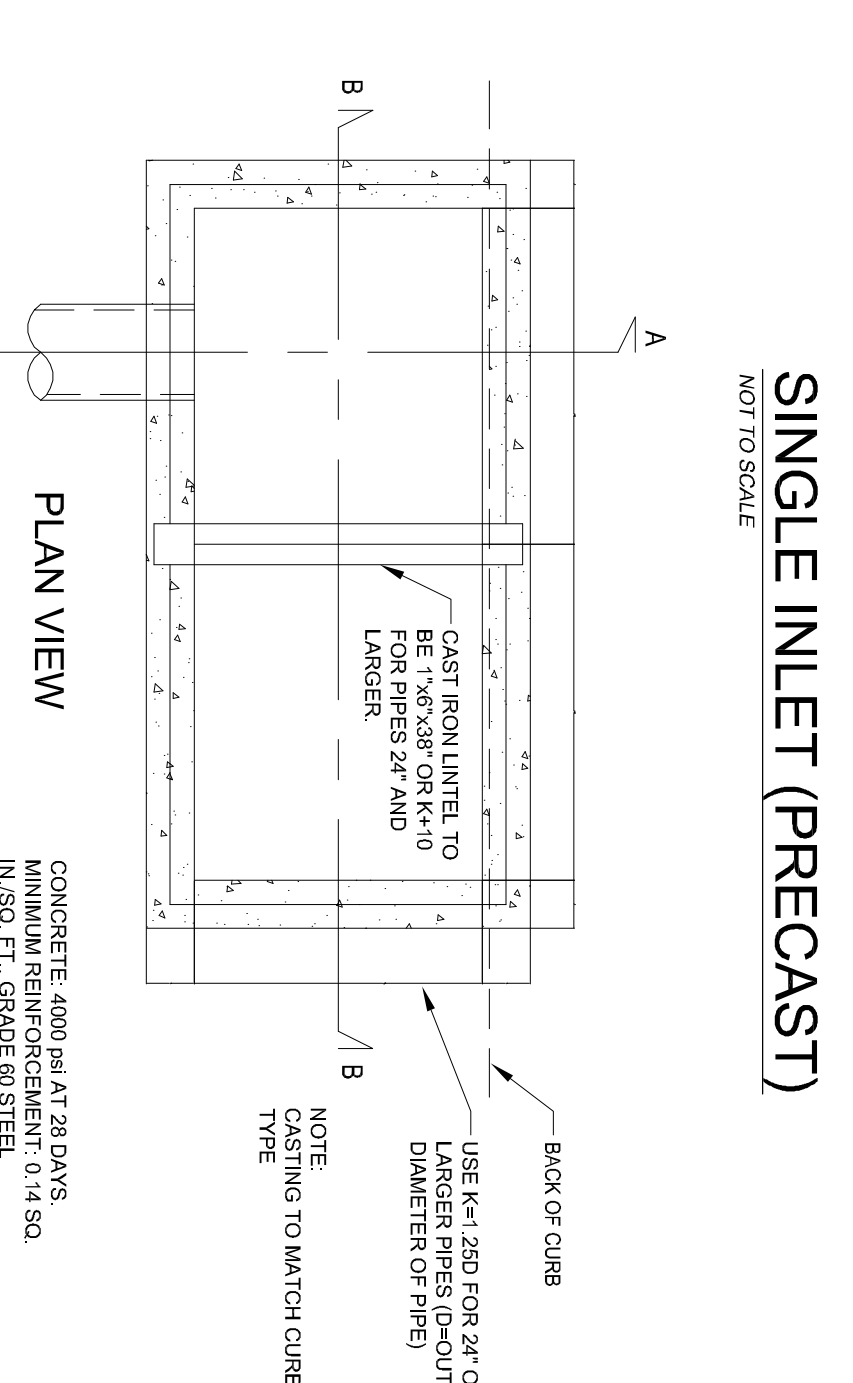 SINGLE INLET (PRECAST)
NOT TO SCALE
A
B
B
BACK OF CURB
USE K=1.25D FOR 24"
LARGER PIPES (D=OUT
DIAMETER OF PIPE)
CAST IRON LINTEL TO
BE 1"x6"x38" OR K+10
FOR PIPES 24" AND
LARGER.
NOTE:
CASTING TO MATCH CURB
TYPE
PLAN VIEW
CONCRETE: 4000 psi AT 28 DAYS.
MINIMUM REINFORCEMENT: 0.14 SQ.
IN./SQ. FT., GRADE 60 STEEL